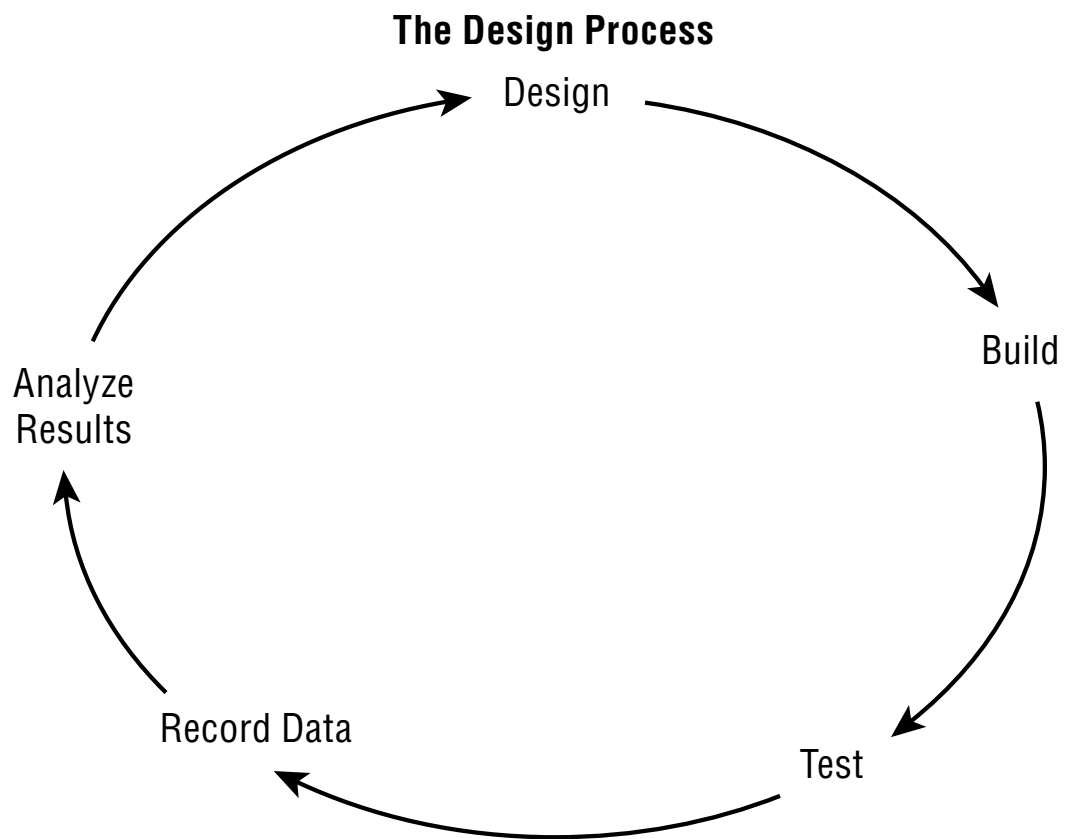 The Design Process
Design
Build
Test
Record Data
Analyze
Results